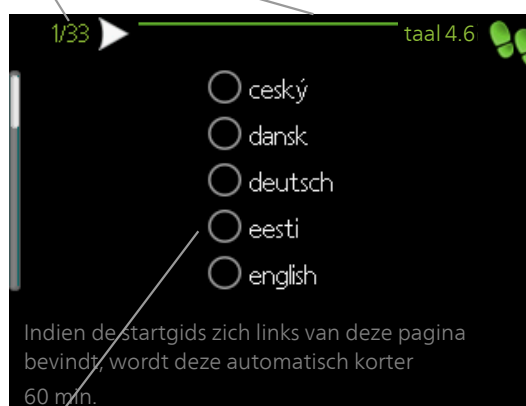 1/33 taal 4.6
ceský
dansk
deutsch
eesti
english
Indien de startgids zich links van deze pagina
bevindt, wordt deze automatisch korter
60 min.